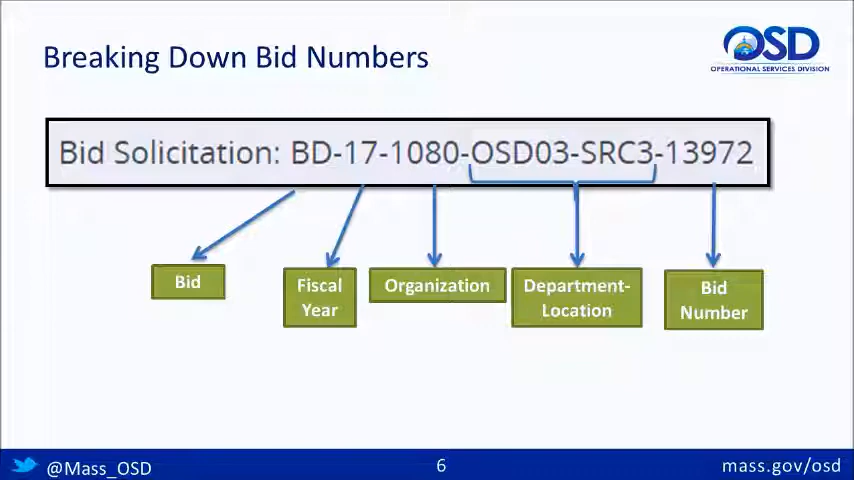 Breaking Down Bid Numbers
OSD
OPERATIONAL SERVICES DIVISION
Bid Solicitation: BD-17-1080-OSD03-SRC3-13972
Bid
Fiscal
Year
Organization
Department-
Location
Bid
Number
@Mass_OSD
6
mass.gov/osd